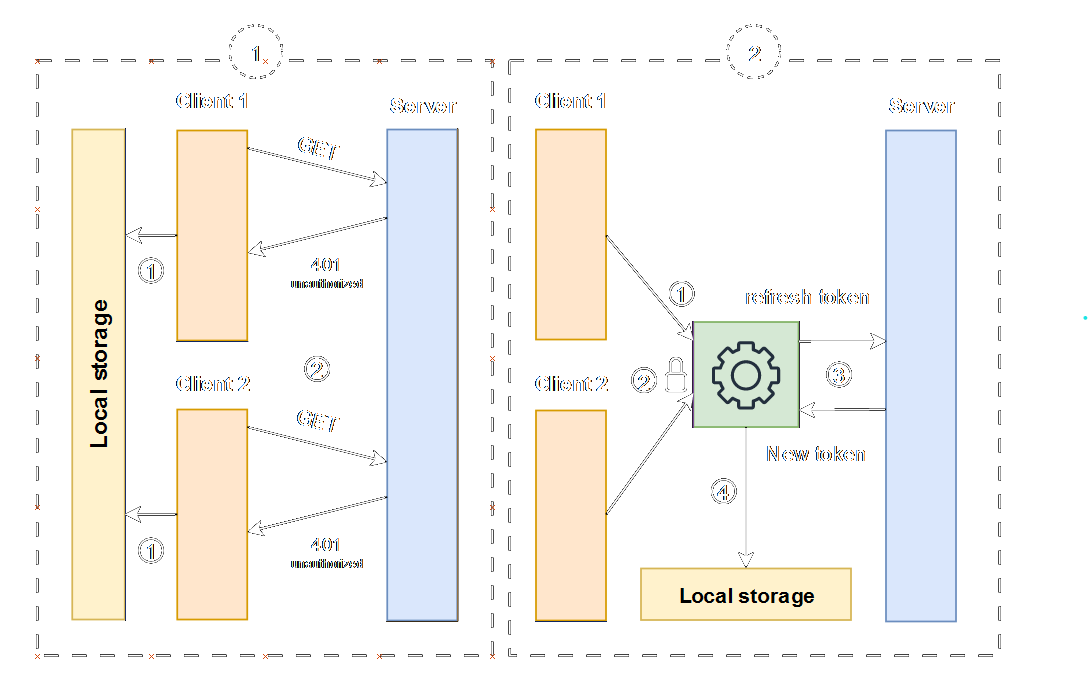 1
Client 1
Server
GET
401
unauthorized
1
Local storage
2
Client 2
GET
401
unauthorized
1
2
Client 1
Server
1
refresh token
Client 2
2
3
New token
4
Local storage